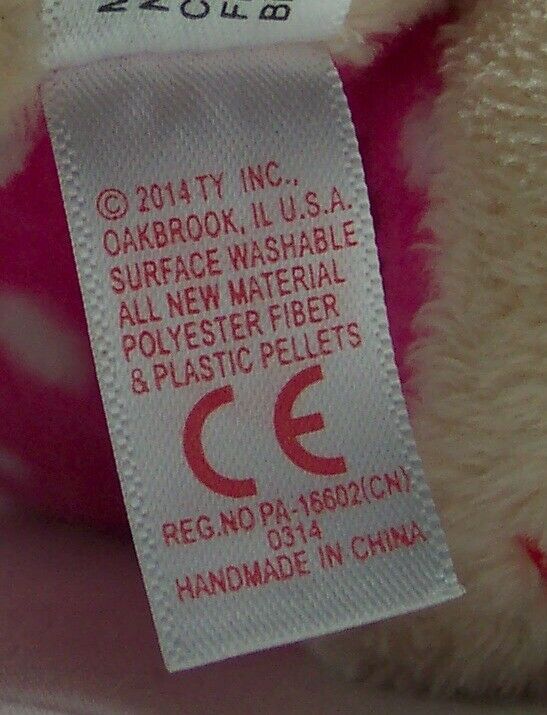 © 2014 TY INC.,
OAKBROOK, IL U.S.A.
SURFACE WASHABLE
ALL NEW MATERIAL
POLYESTER FIBER
& PLASTIC PELLETS
CE
REG.NO PA-16602(CN)
0314
HANDMADE IN CHINA